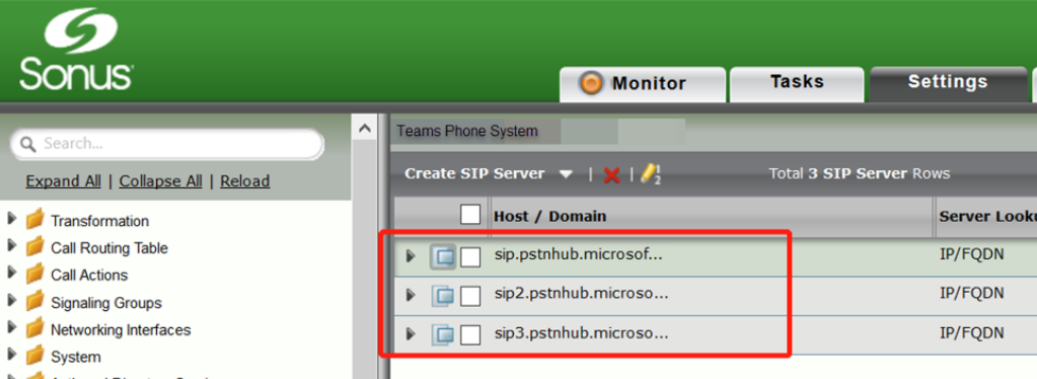 Sonus
Monitor
Tasks
Settings
Search...
Expand All | Collapse All | Reload
Transformation
Call Routing Table
Call Actions
Signaling Groups
Networking Interfaces
System
Teams Phone System
Create SIP Server | | Total 3 SIP Server Rows
Host / Domain Server Looku
sip.pstnhub.microsof... IP/FQDN
sip2.pstnhub.microso... IP/FQDN
sip3.pstnhub.microso... IP/FQDN